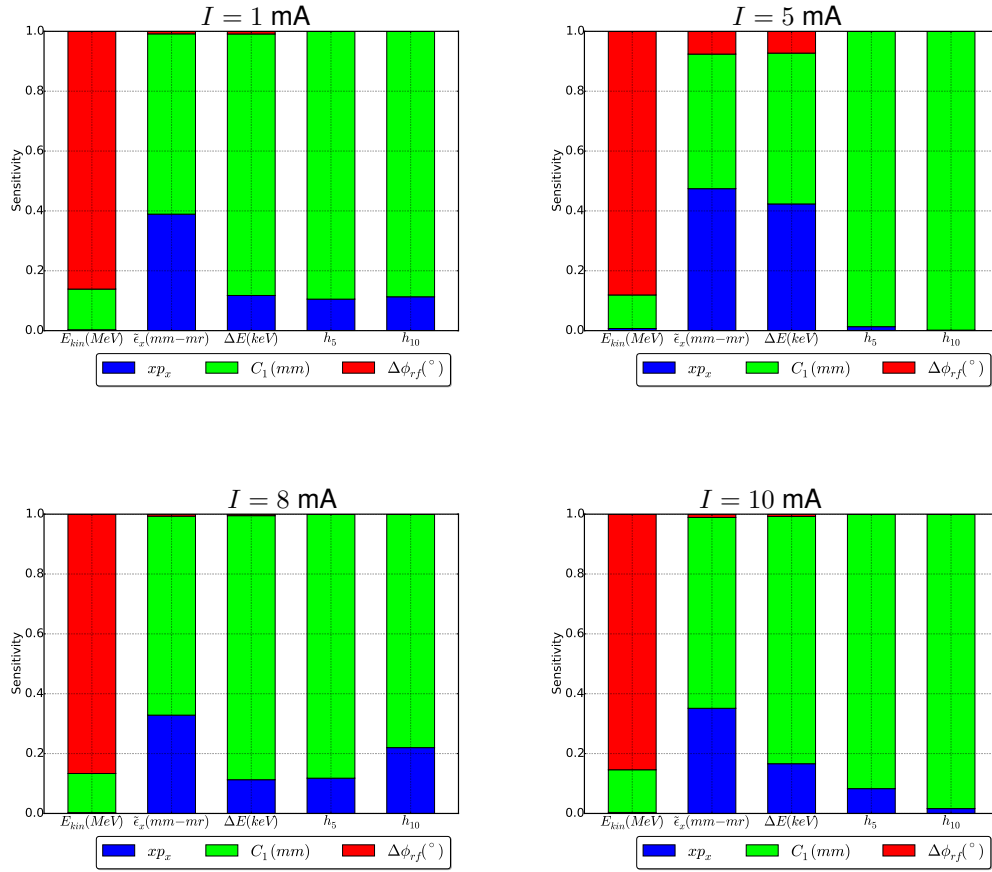 I = 1 mA
1.0
0.8
0.6
0.4
0.2
0.0
Sensitivity
E_kin(MeV) ε̃_x(mm−mr) ΔE(keV) h_5 h_10
xp_x C_1(mm) Δϕ_rf(°)
I = 5 mA
1.0
0.8
0.6
0.4
0.2
0.0
Sensitivity
E_kin(MeV) ε̃_x(mm−mr) ΔE(keV) h_5 h_10
xp_x C_1(mm) Δϕ_rf(°)
I = 8 mA
1.0
0.8
0.6
0.4
0.2
0.0
Sensitivity
E_kin(MeV) ε̃_x(mm−mr) ΔE(keV) h_5 h_10
xp_x C_1(mm) Δϕ_rf(°)
I = 10 mA
1.0
0.8
0.6
0.4
0.2
0.0
Sensitivity
E_kin(MeV) ε̃_x(mm−mr) ΔE(keV) h_5 h_10
xp_x C_1(mm) Δϕ_rf(°)